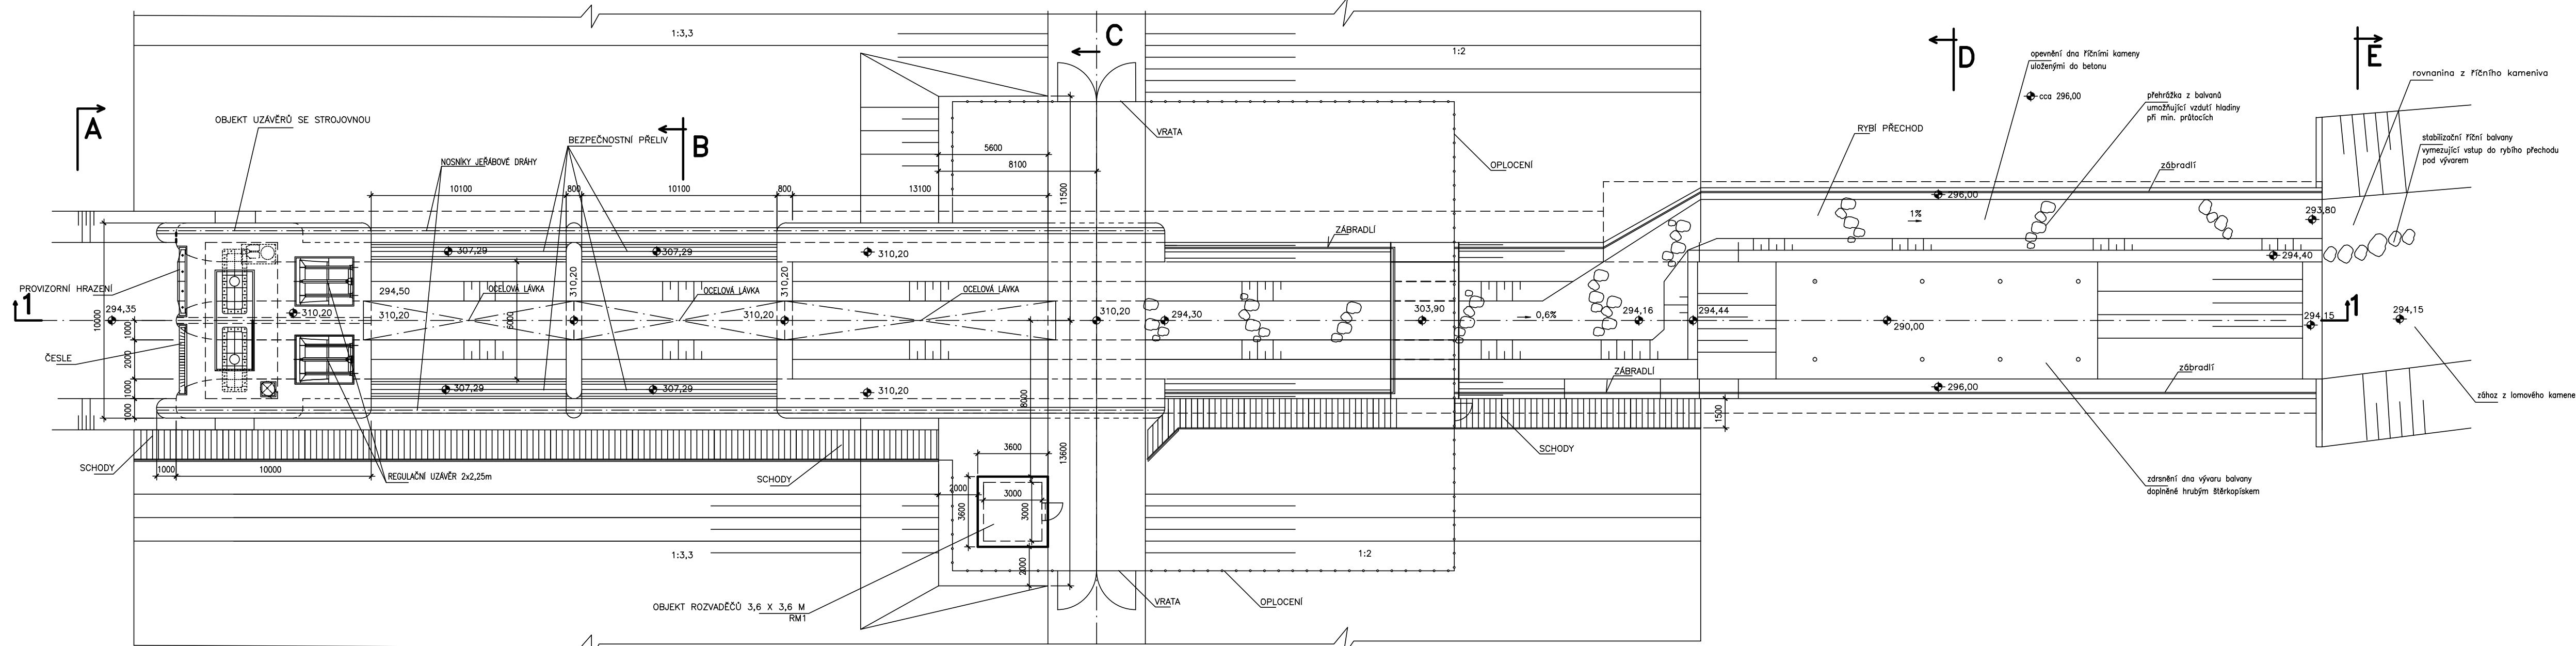 1:3,3
C
1:2
D
opevnění dna říčními kameny
uloženými do betonu
E
rovnanina z říčního kameniva
cca 296,00
přehrážka z balvanů
umožňující vzdutí hladiny
při min. průtocích
A
OBJEKT UZÁVĚRŮ SE STROJOVNOU
B
BEZPEČNOSTNÍ PŘELIV
VRATA
RYBÍ PŘECHOD
stabilizační říční balvany
vymezující vstup do rybího přechodu
pod vývarem
NOSNÍKY JEŘÁBOVÉ DRÁHY
5600
8100
OPLOCENÍ
zábradlí
10100
800
10100
800
13100
11500
296,00
1%
293,80
ZÁBRADLÍ
307,29
307,29
310,20
294,40
PROVIZORNÍ HRAZENÍ
294,50
OCELOVÁ LÁVKA
310,20
OCELOVÁ LÁVKA
310,20
OCELOVÁ LÁVKA
1
294,35
10000
310,20
310,20
6000
310,20
310,20
294,30
303,90
0,6%
294,16
294,44
290,00
294,15
1
294,15
1000
2000
1000
1000
ČESLE
307,29
307,29
310,20
8000
ZÁBRADLÍ
zábradlí
296,00
zához z lomového kamene
1500
SCHODY
1000
10000
REGULAČNÍ UZÁVĚR 2x2,25m
SCHODY
3600
13600
SCHODY
2000
3000
3600
3000
zdrsnění dna vývaru balvany
doplněné hrubým štěrkopískem
1:3,3
2000
1:2
OBJEKT ROZVADĚČŮ 3,6 X 3,6 M
RM1
VRATA
OPLOCENÍ